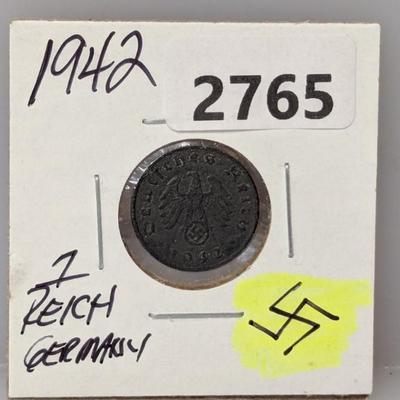 1942
2765
Deutsches Reich
1942
1
REICH
GERMANY